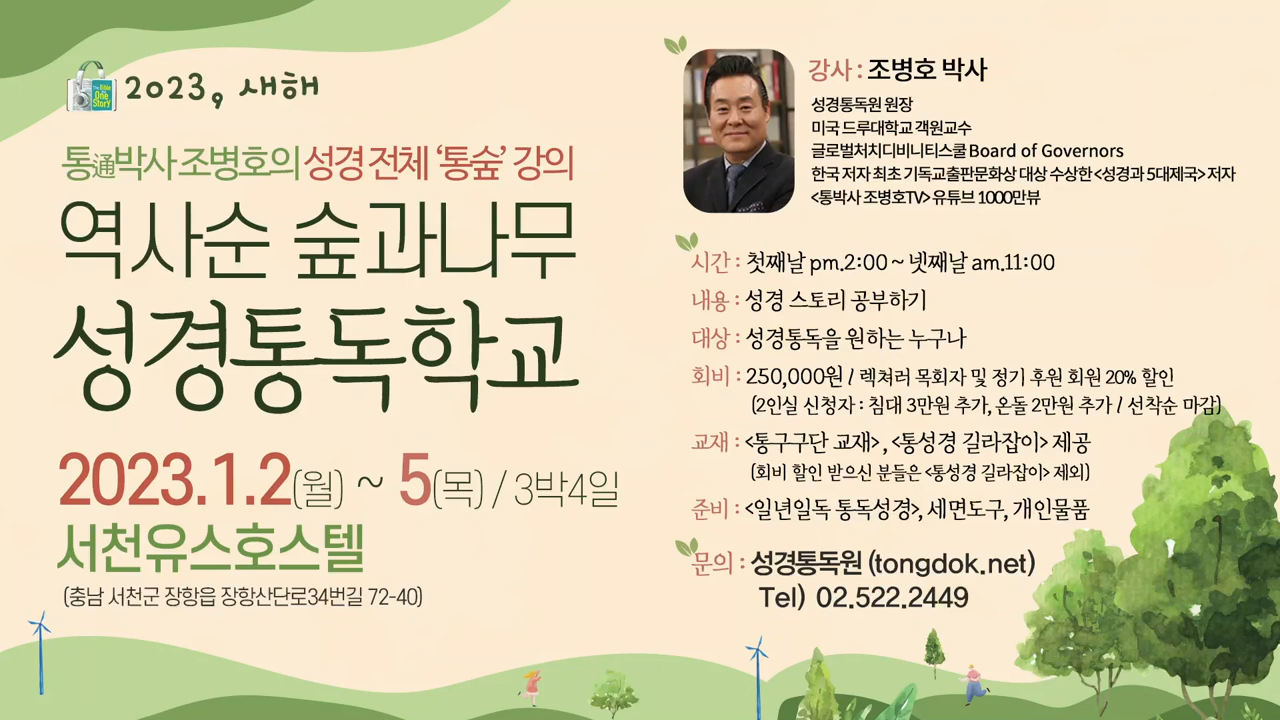 The Bible
One
Story
2023, 새해
통通박사 조병호의 성경 전체 ‘통숲’ 강의
역사순 숲과나무
성경통독학교
2023.1.2(월) ~ 5(목) / 3박4일
서천유스호스텔
(충남 서천군 장항읍 장항산단로34번길 72-40)
강사 : 조병호 박사
성경통독원 원장
미국 드루대학교 객원교수
글로벌처치디비니티스쿨 Board of Governors
한국 저자 최초 기독교출판문화상 대상 수상한 <성경과 5대제국> 저자
<통박사 조병호TV> 유튜브 1000만뷰
시간 : 첫째날 pm.2:00 ~ 넷째날 am.11:00
내용 : 성경 스토리 공부하기
대상 : 성경통독을 원하는 누구나
회비 : 250,000원 / 렉쳐러 목회자 및 정기 후원 회원 20% 할인
(2인실 신청자 : 침대 3만원 추가, 온돌 2만원 추가 / 선착순 마감)
교재 : <통구구단 교재>, <통성경 길라잡이> 제공
(회비 할인 받으신 분들은 <통성경 길라잡이> 제외)
준비 : <일년일독 통독성경>, 세면도구, 개인물품
문의 : 성경통독원 (tongdok.net)
Tel) 02.522.2449